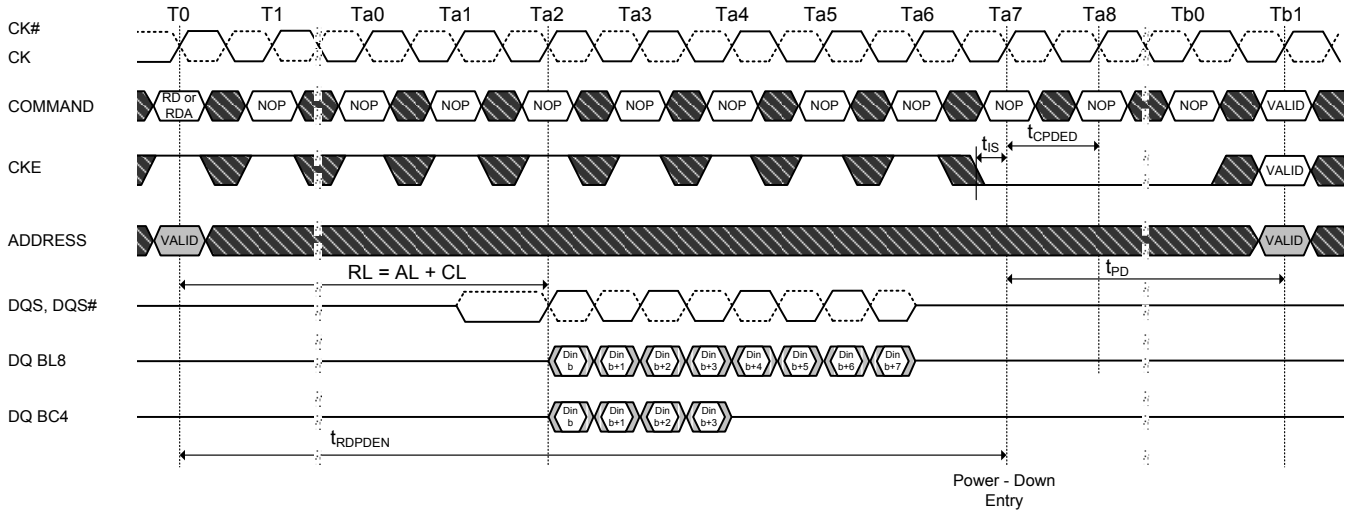 T0 T1 Ta0 Ta1 Ta2 Ta3 Ta4 Ta5 Ta6 Ta7 Ta8 Tb0 Tb1
CK#
CK
COMMAND
RD or
RDA
NOP NOP NOP NOP NOP NOP NOP NOP NOP NOP NOP VALID
tIS
tCPDED
CKE
VALID
ADDRESS
VALID
VALID
RL = AL + CL
tPD
DQS, DQS#
DQ BL8
Din Din Din Din Din Din Din Din
b b+1 b+2 b+3 b+4 b+5 b+6 b+7
DQ BC4
Din Din Din Din
b b+1 b+2 b+3
tRDPDEN
Power - Down
Entry